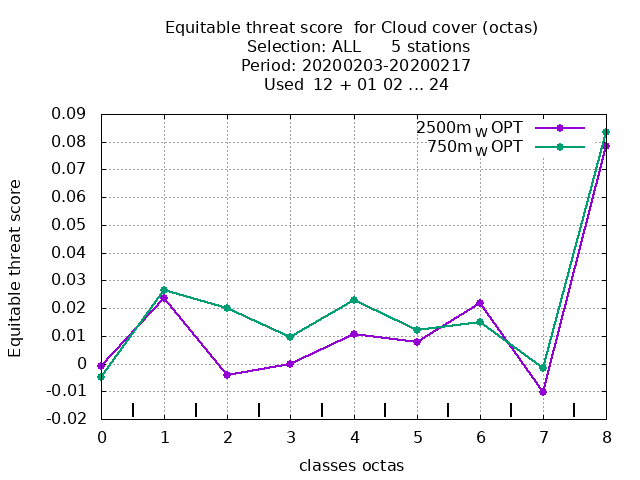 Equitable threat score for Cloud cover (octas)
Selection: ALL 5 stations
Period: 20200203-20200217
Used 12 + 01 02 ... 24
2500m W OPT
750m W OPT
0.09
0.08
0.07
0.06
0.05
0.04
0.03
0.02
0.01
0
-0.01
-0.02
Equitable threat score
0 1 2 3 4 5 6 7 8
classes octas